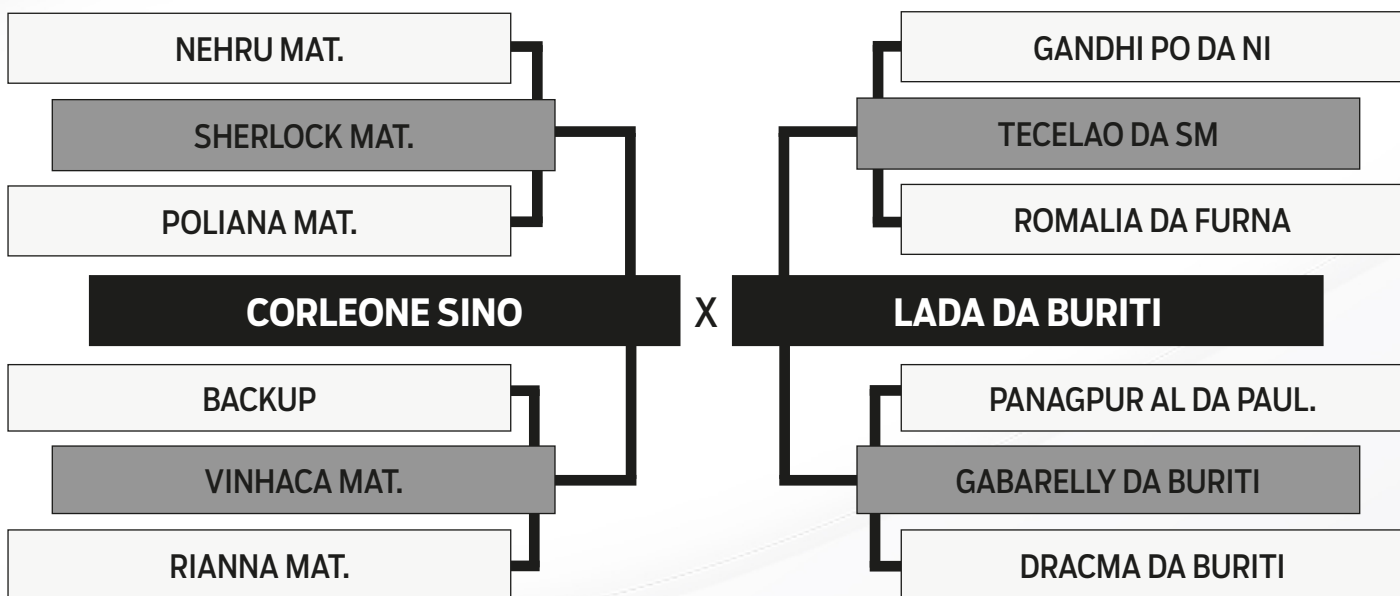 NEHRU MAT.
GANDHI PO DA NI
SHERLOCK MAT.
TECELAO DA SM
POLIANA MAT.
ROMALIA DA FURNA
CORLEONE SINO X LADA DA BURITI
BACKUP
PANAGPUR AL DA PAUL.
VINHACA MAT.
GABARELLY DA BURITI
RIANNA MAT.
DRACMA DA BURITI